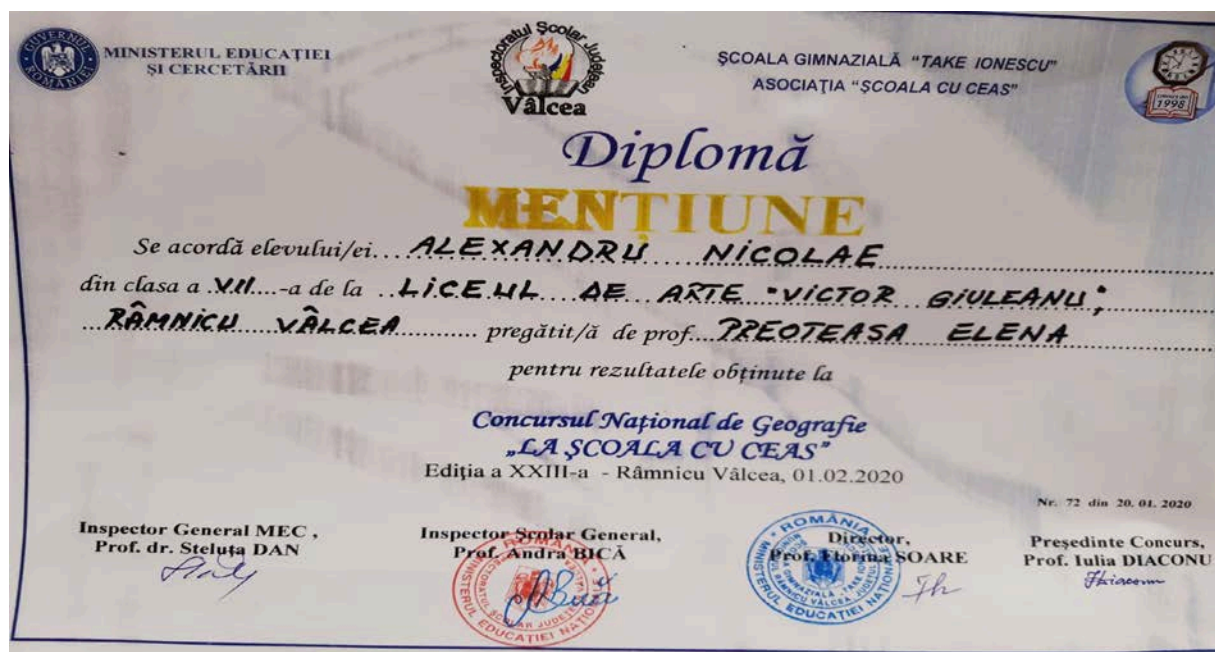 GUVERNUL ROMÂNIEI
MINISTERUL EDUCAȚIEI
ȘI CERCETĂRII
Inspectoratul Școlar Județean
Vâlcea
ȘCOALA GIMNAZIALĂ "TAKE IONESCU"
ASOCIAȚIA "ȘCOALA CU CEAS"
1998
Diplomă
MENȚIUNE
Se acordă elevului/ei....ALEXANDRU NICOLAE
din clasa a .VII....-a de la ..LICEUL DE ARTE "VICTOR GIULEANU",
...RÂMNICU VÂLCEA........... pregătit/ă de prof....PREOTEASA ELENA
pentru rezultatele obținute la
Concursul Național de Geografie
„LA ȘCOALA CU CEAS”
Ediția a XXIII-a - Râmnicu Vâlcea, 01.02.2020
Nr. 72 din 20. 01. 2020
Inspector General MEC ,
Prof. dr. Steluța DAN
Inspector Școlar General,
Prof. Andra BICĂ
ROMÂNIA
Director,
Prof. Florina ȘOARE
ROMÂNIA
Președinte Concurs,
Prof. Iulia DIACONU